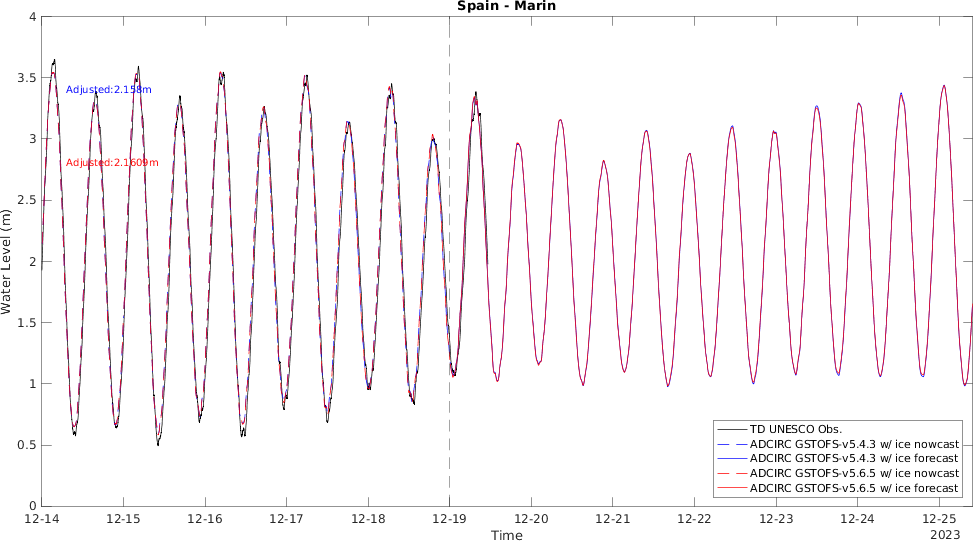 Spain - Marin
4
3.5
3
2.5
2
1.5
1
0.5
0
Water Level (m)
Adjusted:2.158m
Adjusted:2.1609m
TD UNESCO Obs.
ADCIRC GSTOFS-v5.4.3 w/ ice nowcast
ADCIRC GSTOFS-v5.4.3 w/ ice forecast
ADCIRC GSTOFS-v5.6.5 w/ ice nowcast
ADCIRC GSTOFS-v5.6.5 w/ ice forecast
12-14 12-15 12-16 12-17 12-18 12-19 12-20 12-21 12-22 12-23 12-24 12-25
Time
2023